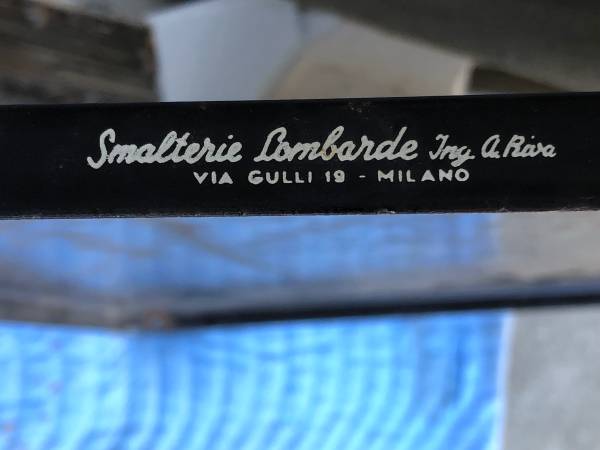 Smalterie Lombarde Ing. A. Riva
VIA GULLI 19 - MILANO